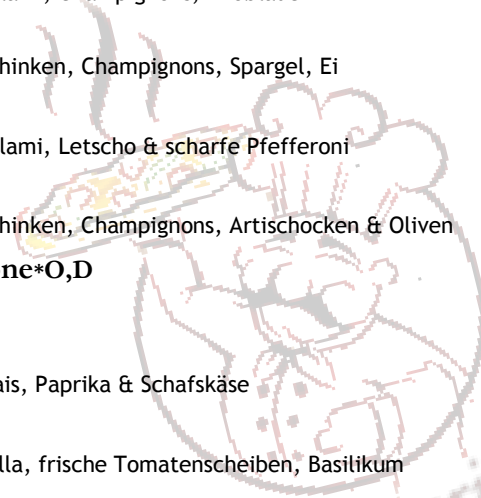 hinken, Champignons, Spargel, Ei
lami, Letscho & scharfe Pfefferoni
hinken, Champignons, Artischocken & Oliven
ne*O,D
is, Paprika & Schafskäse
lla, frische Tomatenscheiben, Basilikum